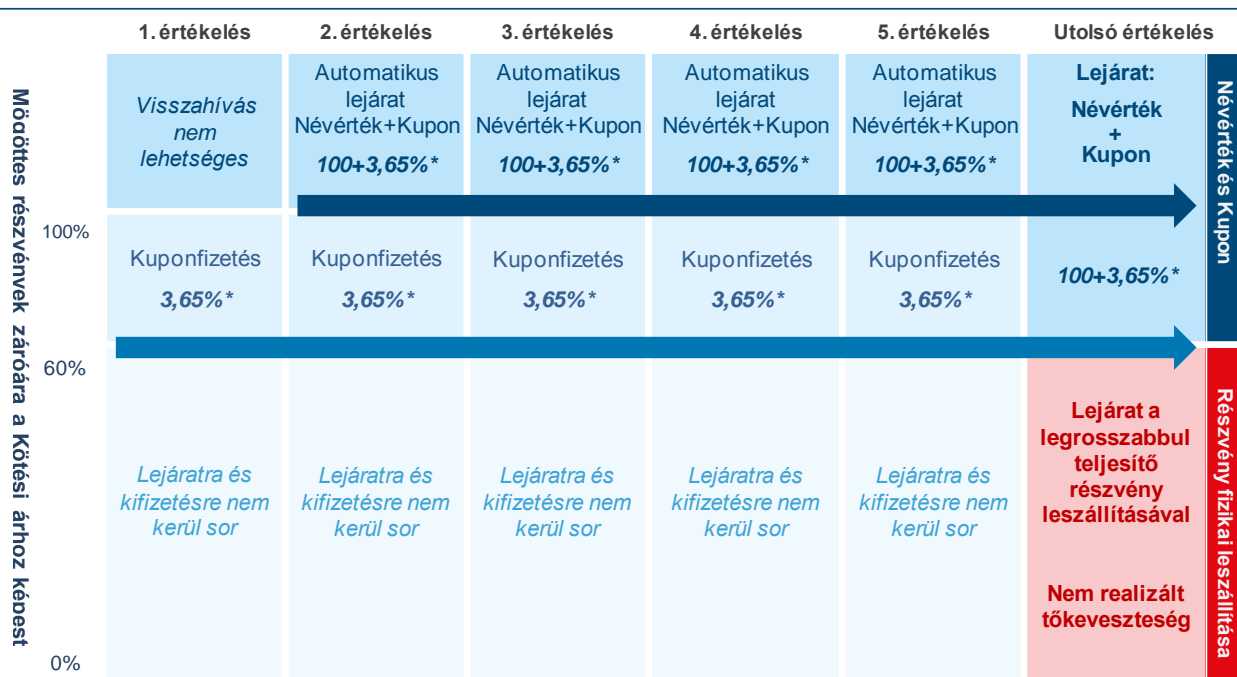 1. értékelés
2. értékelés
3. értékelés
4. értékelés
5. értékelés
Utolsó értékelés
Mögöttes részvények záróára a Kötési árhoz képest
100%
60%
0%
Visszahívás
nem
lehetséges
Automatikus
lejárat
Névérték+Kupon
100+3,65%*
Automatikus
lejárat
Névérték+Kupon
100+3,65%*
Automatikus
lejárat
Névérték+Kupon
100+3,65%*
Automatikus
lejárat
Névérték+Kupon
100+3,65%*
Lejárat:
Névérték
+
Kupon
100+3,65%*
Névérték és Kupon
Kuponfizetés
3,65%*
Kuponfizetés
3,65%*
Kuponfizetés
3,65%*
Kuponfizetés
3,65%*
Kuponfizetés
3,65%*
Lejáratra és
kifizetésre nem
kerül sor
Lejáratra és
kifizetésre nem
kerül sor
Lejáratra és
kifizetésre nem
kerül sor
Lejáratra és
kifizetésre nem
kerül sor
Lejáratra és
kifizetésre nem
kerül sor
Lejárat a
legrosszabbul
teljesítő
részvény
leszállításával
Nem realizált
tőkeveszteség
Részvény fizikai leszállítása